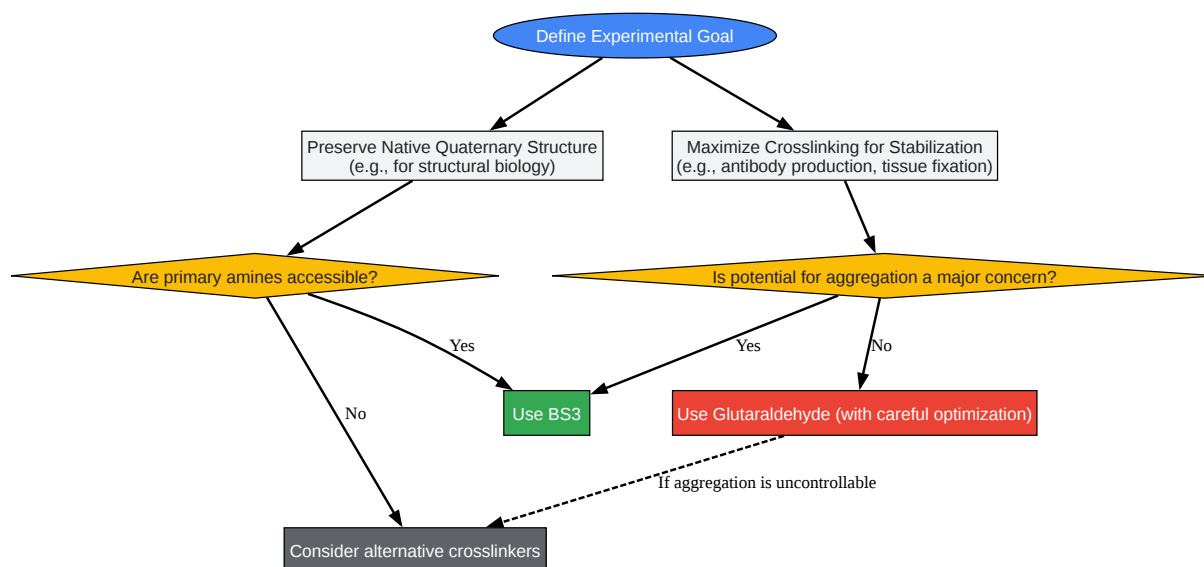 Define Experimental Goal
Preserve Native Quaternary Structure
(e.g., for structural biology)
Maximize Crosslinking for Stabilization
(e.g., antibody production, tissue fixation)
Are primary amines accessible?
Is potential for aggregation a major concern?
Yes
Yes
No
Use BS3
Use Glutaraldehyde (with careful optimization)
No
If aggregation is uncontrollable
Consider alternative crosslinkers